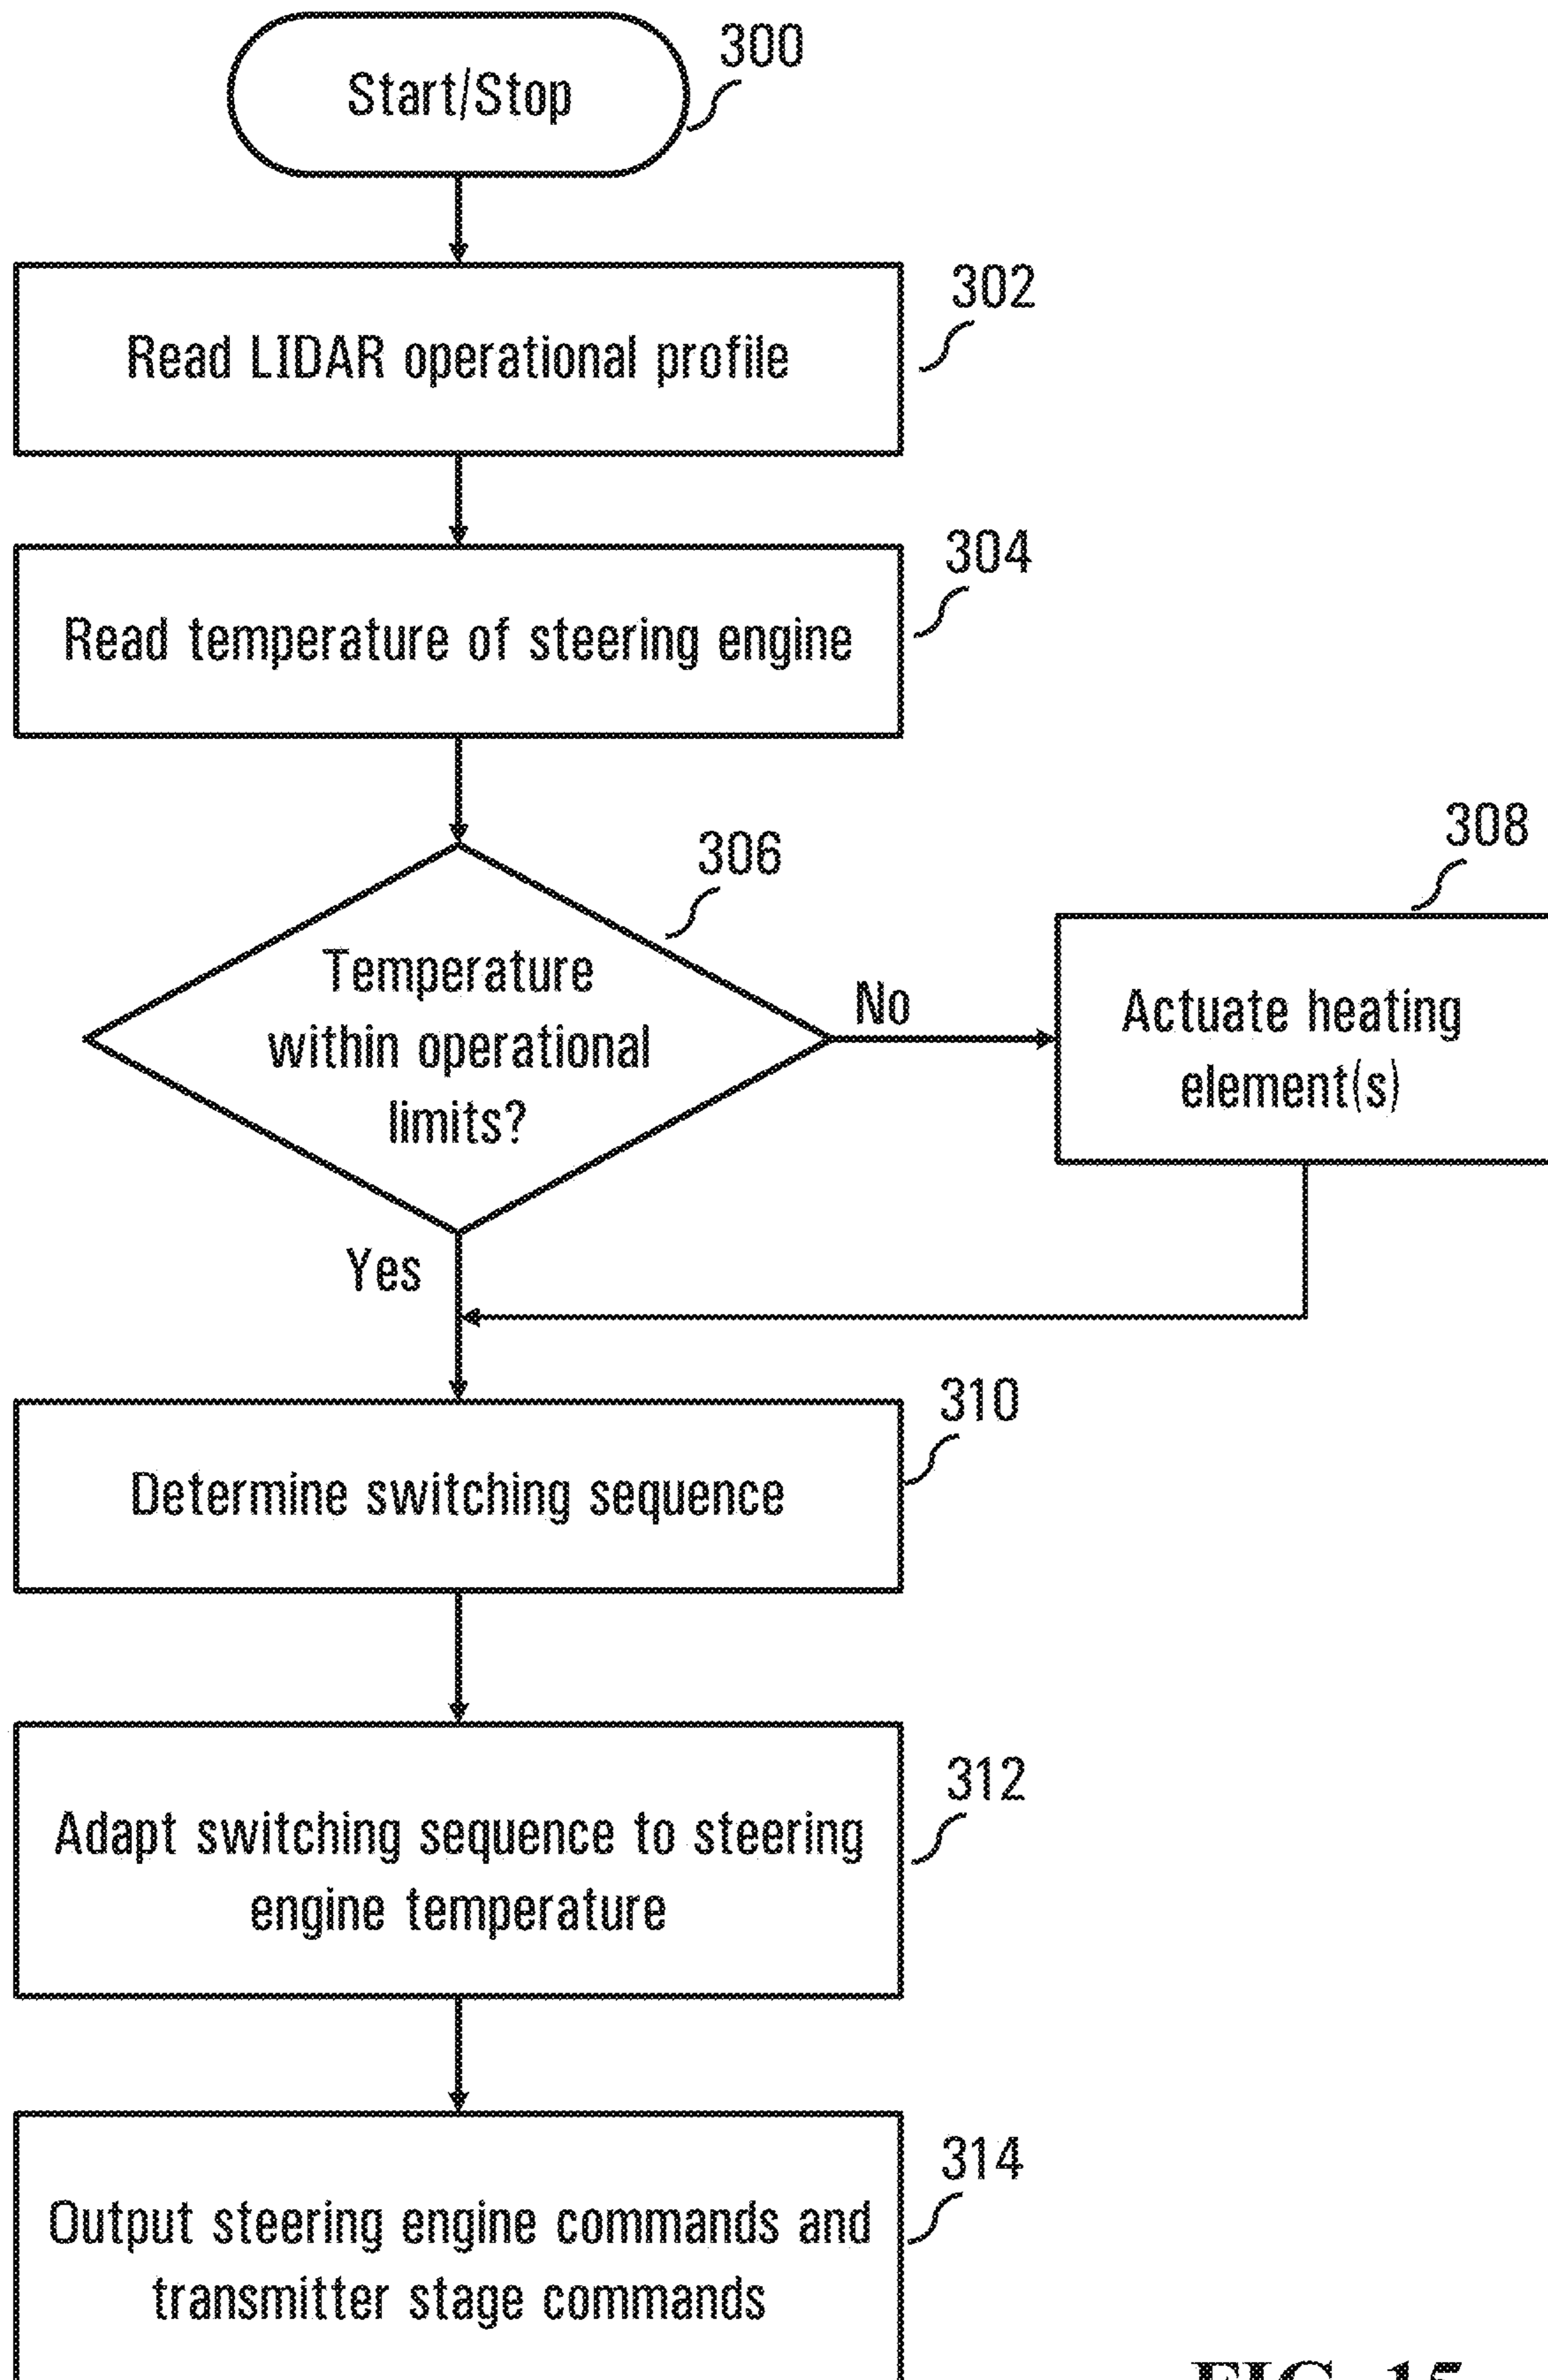 Start/Stop
300
Read LIDAR operational profile
302
Read temperature of steering engine
304
Temperature
within operational
limits?
306
No
Actuate heating
element(s)
308
Yes
Determine switching sequence
310
Adapt switching sequence to steering
engine temperature
312
Output steering engine commands and
transmitter stage commands
314
FIG. 15